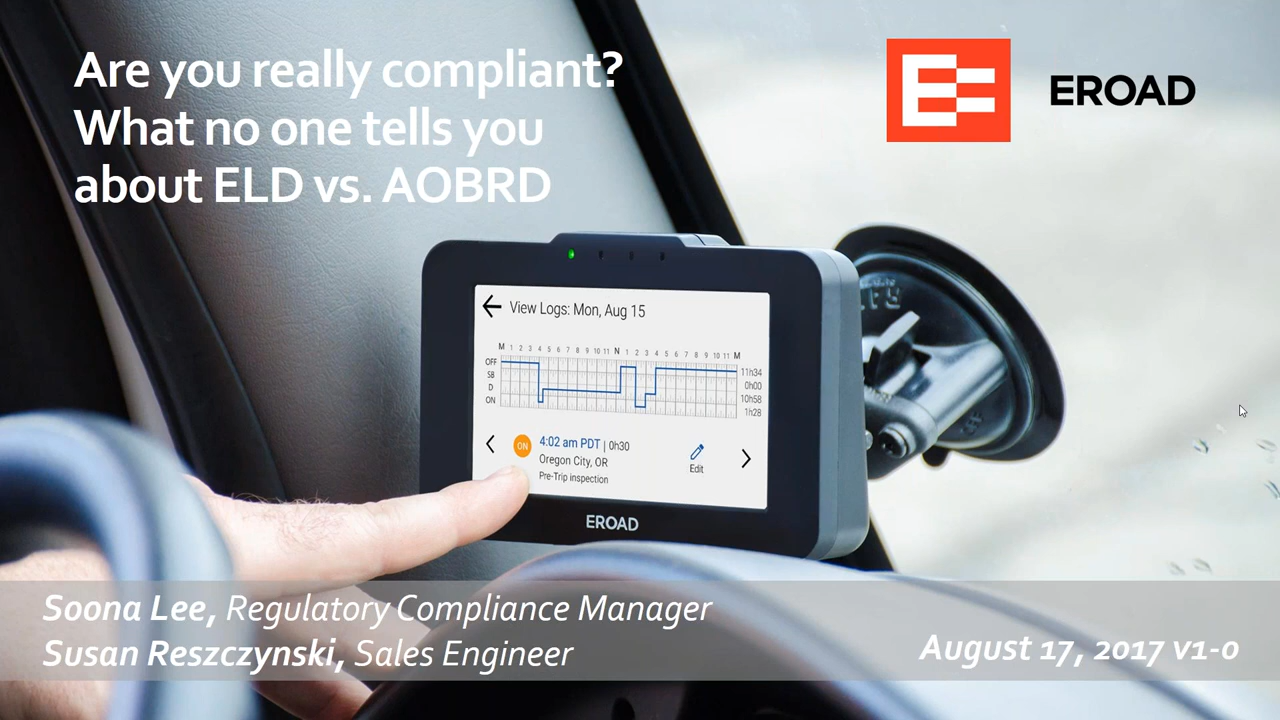 Are you really compliant?
What no one tells you
about ELD vs. AOBRD
EROAD
View Logs: Mon, Aug 15
M 1 2 3 4 5 6 7 8 9 10 11 N 1 2 3 4 5 6 7 8 9 10 11 M
OFF 11h34
SB 0h00
D 10h58
ON 1h28
ON 4:02 am PDT | 0h30
Oregon City, OR
Pre-Trip inspection
Edit
EROAD
Soona Lee, Regulatory Compliance Manager
Susan Reszczynski, Sales Engineer
August 17, 2017 v1-0